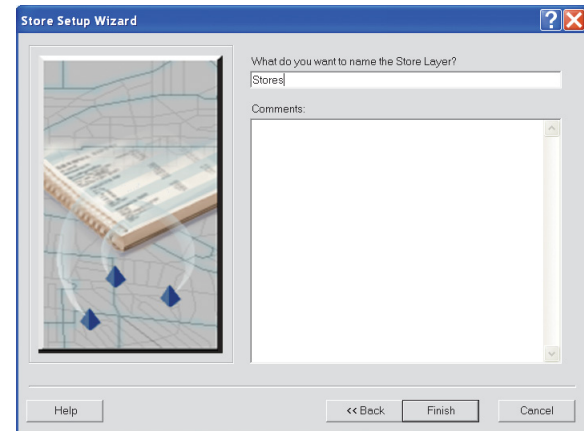 Store Setup Wizard
What do you want to name the Store Layer?
Stores
Comments:
Help
<< Back
Finish
Cancel